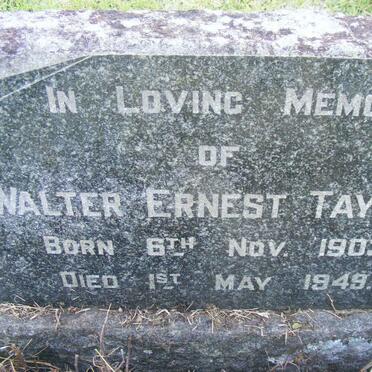 IN LOVING MEMO
OF
WALTER ERNEST TAY
BORN 6TH NOV. 190
DIED 1ST MAY 1949.